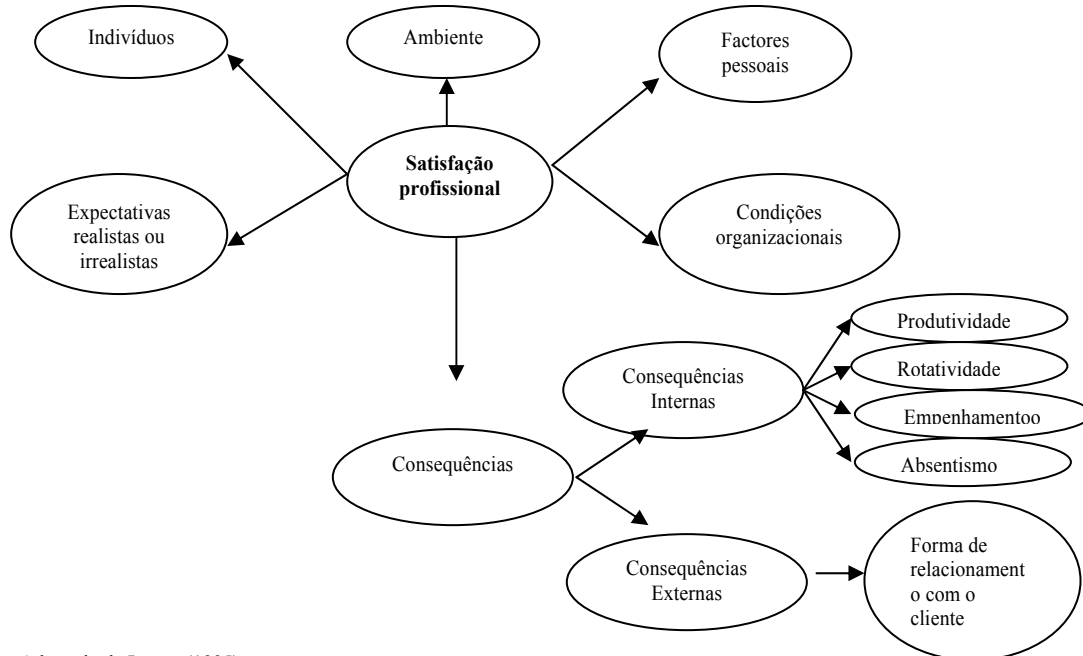 Indivíduos
Ambiente
Factores
pessoais
Satisfação
profissional
Expectativas
realistas ou
irrealistas
Condições
organizacionais
Produtividade
Rotatividade
Empenhamentoo
Absentismo
Consequências
Internas
Consequências
Consequências
Externas
Forma de
relacionament
o com o
cliente